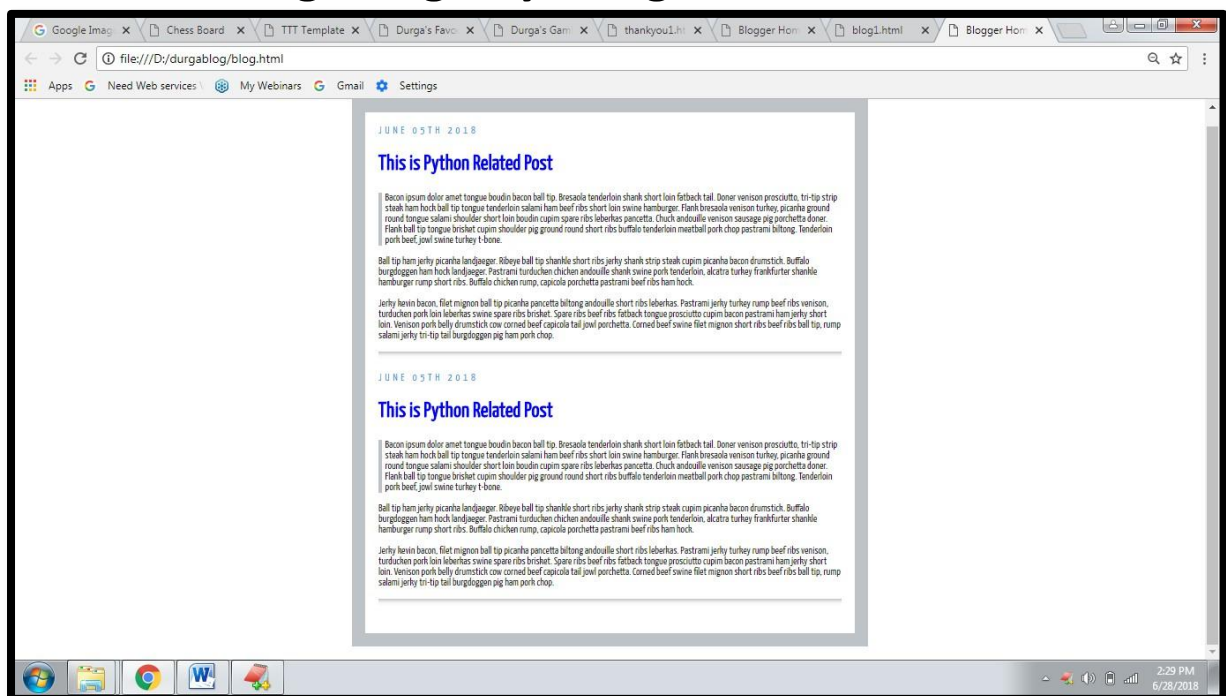 Google Imag
Chess Board
TTT Template
Durga's Favo
Durga's Gam
thankyou1.h
Blogger Hom
blog1.html
Blogger Hom
file:///D:/durgablog/blog.html
Apps
Need Web services
My Webinars
Gmail
Settings
JUNE 05TH 2018
This is Python Related Post
Bacon ipsum dolor amet tongue boudin bacon ball tip. Bresaola tenderloin shank short loin fatback tail. Doner venison prosciutto, tri-tip strip
steak ham hock ball tip tongue tenderloin salami ham beef ribs short loin swine hamburger. Flank bresaola venison turkey, picanha ground
round tongue salami shoulder short loin boudin cupim spare ribs leberkas pancetta. Chuck andouille venison sausage pig porchetta doner.
Flank ball tip tongue brisket cupim shoulder pig ground round short ribs buffalo tenderloin meatball pork chop pastrami biltong. Tenderloin
pork beef, jowl swine turkey t-bone.
Ball tip ham jerky picanha landjaeger. Ribeye ball tip shankle short ribs jerky shank strip steak cupim picanha bacon drumstick. Buffalo
burgdoggen ham hock landjaeger. Pastrami turducken chicken andouille shank swine pork tenderloin, alcatra turkey frankfurter shankle
hamburger rump short ribs. Buffalo chicken rump, capicola porchetta pastrami beef ribs ham hock.
Jerky kevin bacon, filet mignon ball tip picanha pancetta biltong andouille short ribs leberkas. Pastrami jerky turkey rump beef ribs venison,
turducken pork loin leberkas swine spare ribs brisket. Spare ribs beef ribs fatback tongue prosciutto cupim bacon pastrami ham jerky short
loin. Venison pork belly drumstick cow corned beef capicola tail jowl porchetta. Corned beef swine filet mignon short ribs beef ribs ball tip, rump
salami jerky tri-tip tail burgdoggen pig ham pork chop.
JUNE 05TH 2018
This is Python Related Post
Bacon ipsum dolor amet tongue boudin bacon ball tip. Bresaola tenderloin shank short loin fatback tail. Doner venison prosciutto, tri-tip strip
steak ham hock ball tip tongue tenderloin salami ham beef ribs short loin swine hamburger. Flank bresaola venison turkey, picanha ground
round tongue salami shoulder short loin boudin cupim spare ribs leberkas pancetta. Chuck andouille venison sausage pig porchetta doner.
Flank ball tip tongue brisket cupim shoulder pig ground round short ribs buffalo tenderloin meatball pork chop pastrami biltong. Tenderloin
pork beef, jowl swine turkey t-bone.
Ball tip ham jerky picanha landjaeger. Ribeye ball tip shankle short ribs jerky shank strip steak cupim picanha bacon drumstick. Buffalo
burgdoggen ham hock landjaeger. Pastrami turducken chicken andouille shank swine pork tenderloin, alcatra turkey frankfurter shankle
hamburger rump short ribs. Buffalo chicken rump, capicola porchetta pastrami beef ribs ham hock.
Jerky kevin bacon, filet mignon ball tip picanha pancetta biltong andouille short ribs leberkas. Pastrami jerky turkey rump beef ribs venison,
turducken pork loin leberkas swine spare ribs brisket. Spare ribs beef ribs fatback tongue prosciutto cupim bacon pastrami ham jerky short
loin. Venison pork belly drumstick cow corned beef capicola tail jowl porchetta. Corned beef swine filet mignon short ribs beef ribs ball tip, rump
salami jerky tri-tip tail burgdoggen pig ham pork chop.
2:29 PM
6/28/2018